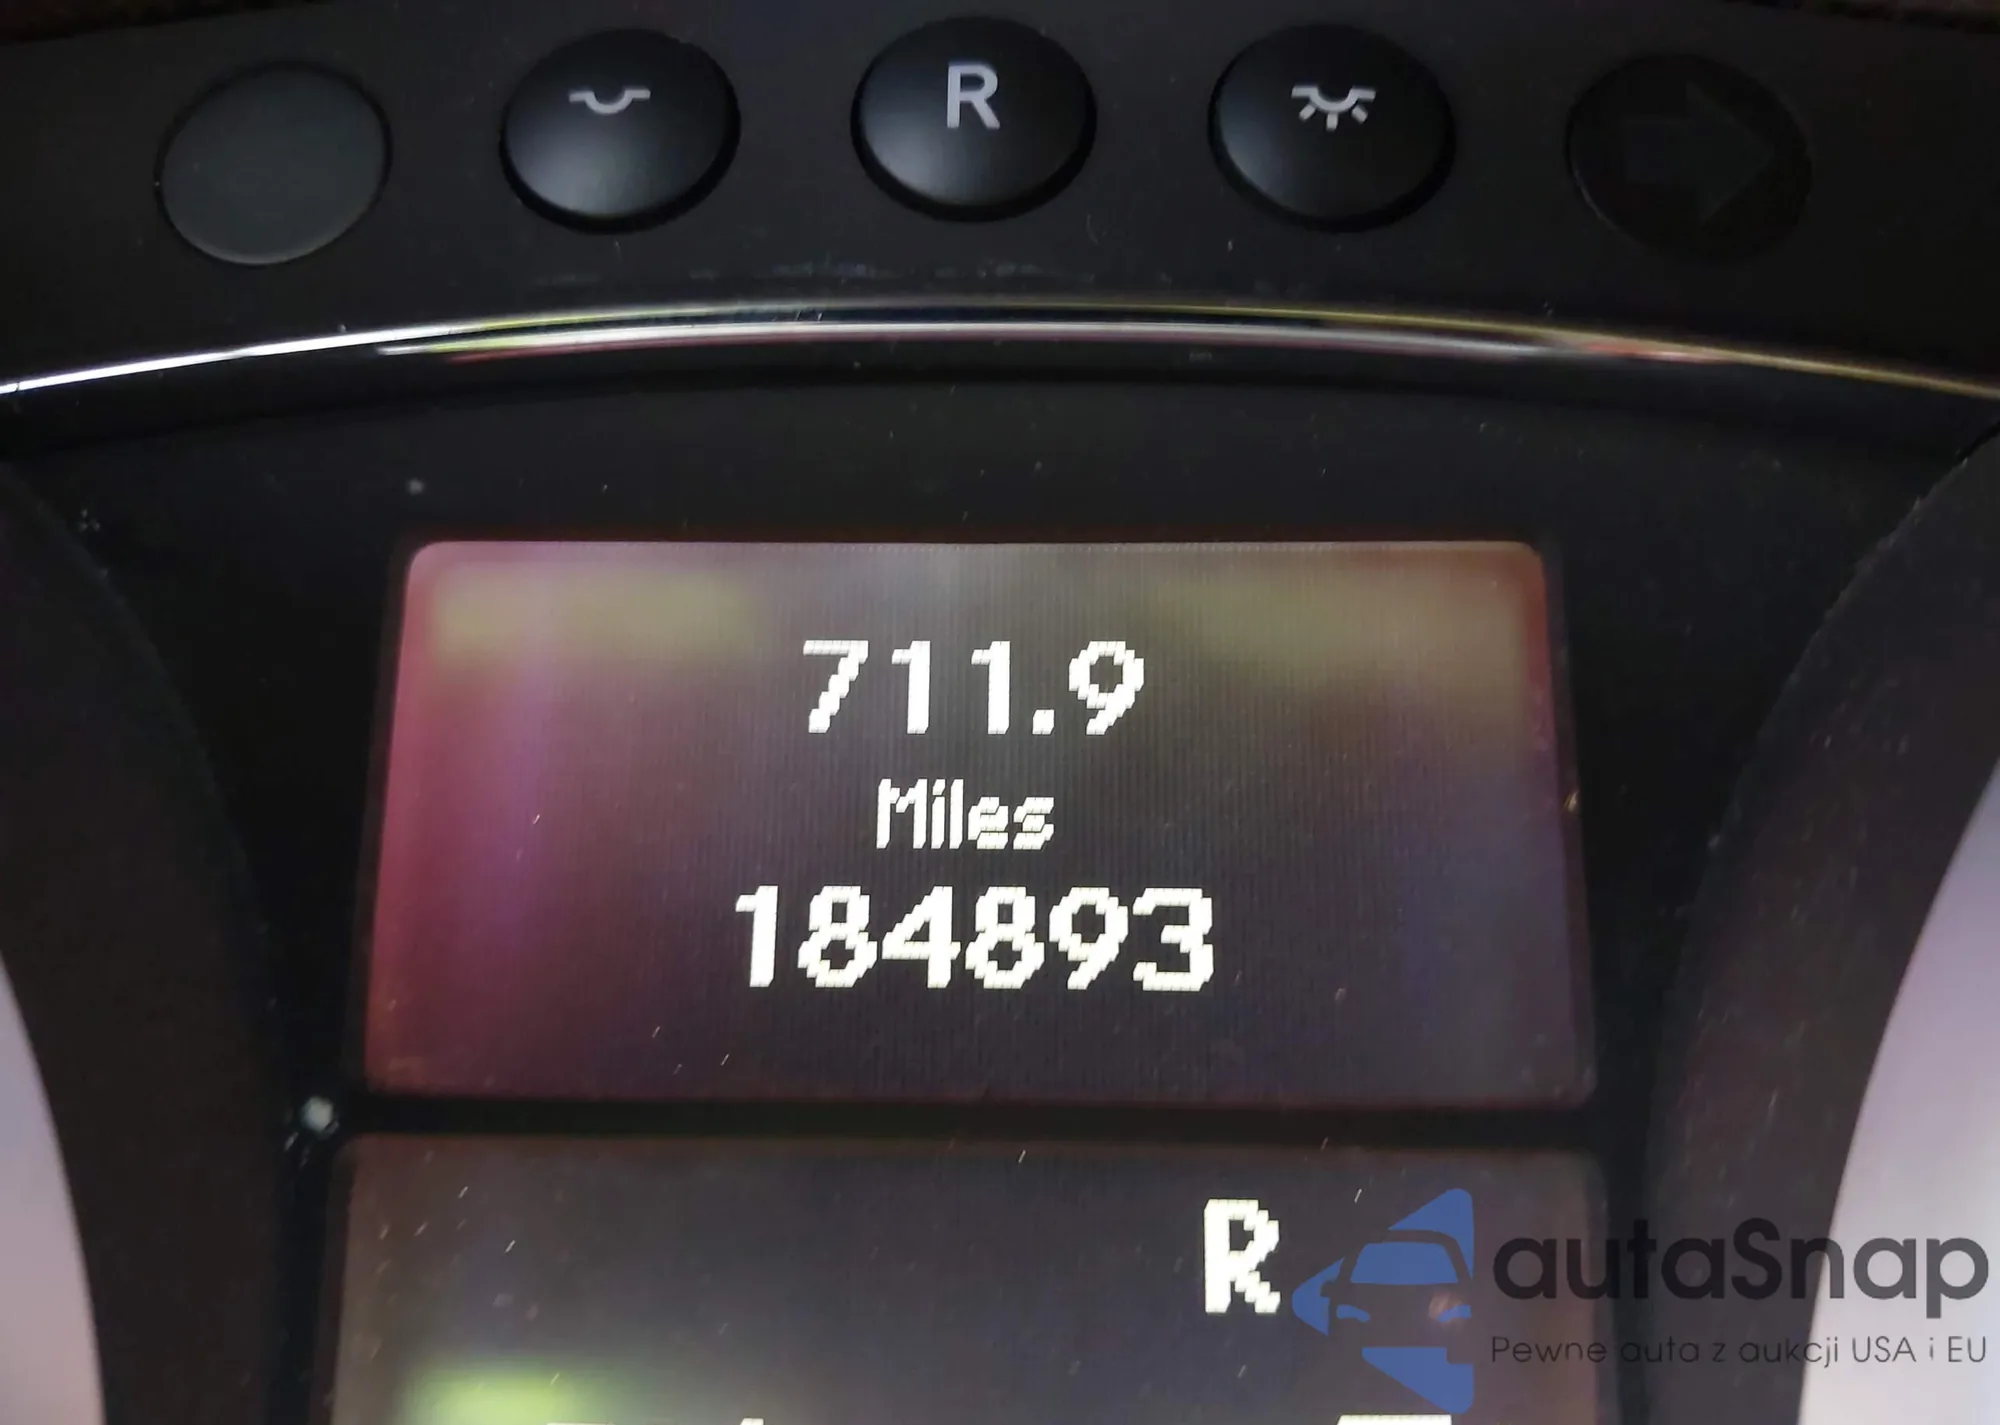 R
711.9
Miles
184893
R
autaSnap
Pewne auta z aukcji USA i EU